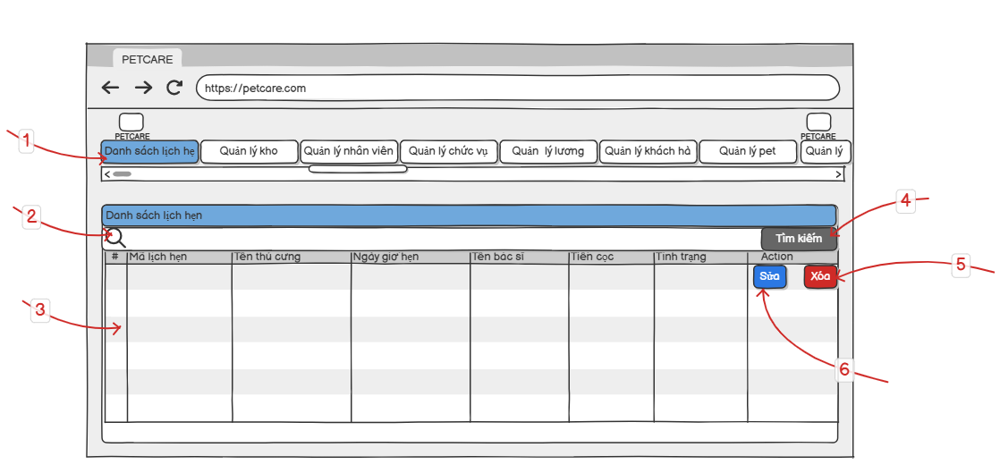 PETCARE
https://petcare.com
PETCARE PETCARE
1
Danh sách lịch hẹ Quản lý kho Quản lý nhân viên Quản lý chức vụ Quản lý lương Quản lý khách hà Quản lý pet Quản lý
4
2
Danh sách lịch hẹn
Tìm kiếm
# Mã lịch hẹn Tên thú cưng Ngày giờ hẹn Tên bác sĩ Tiền cọc Tình trạng Action
5
Sửa Xóa
3
6